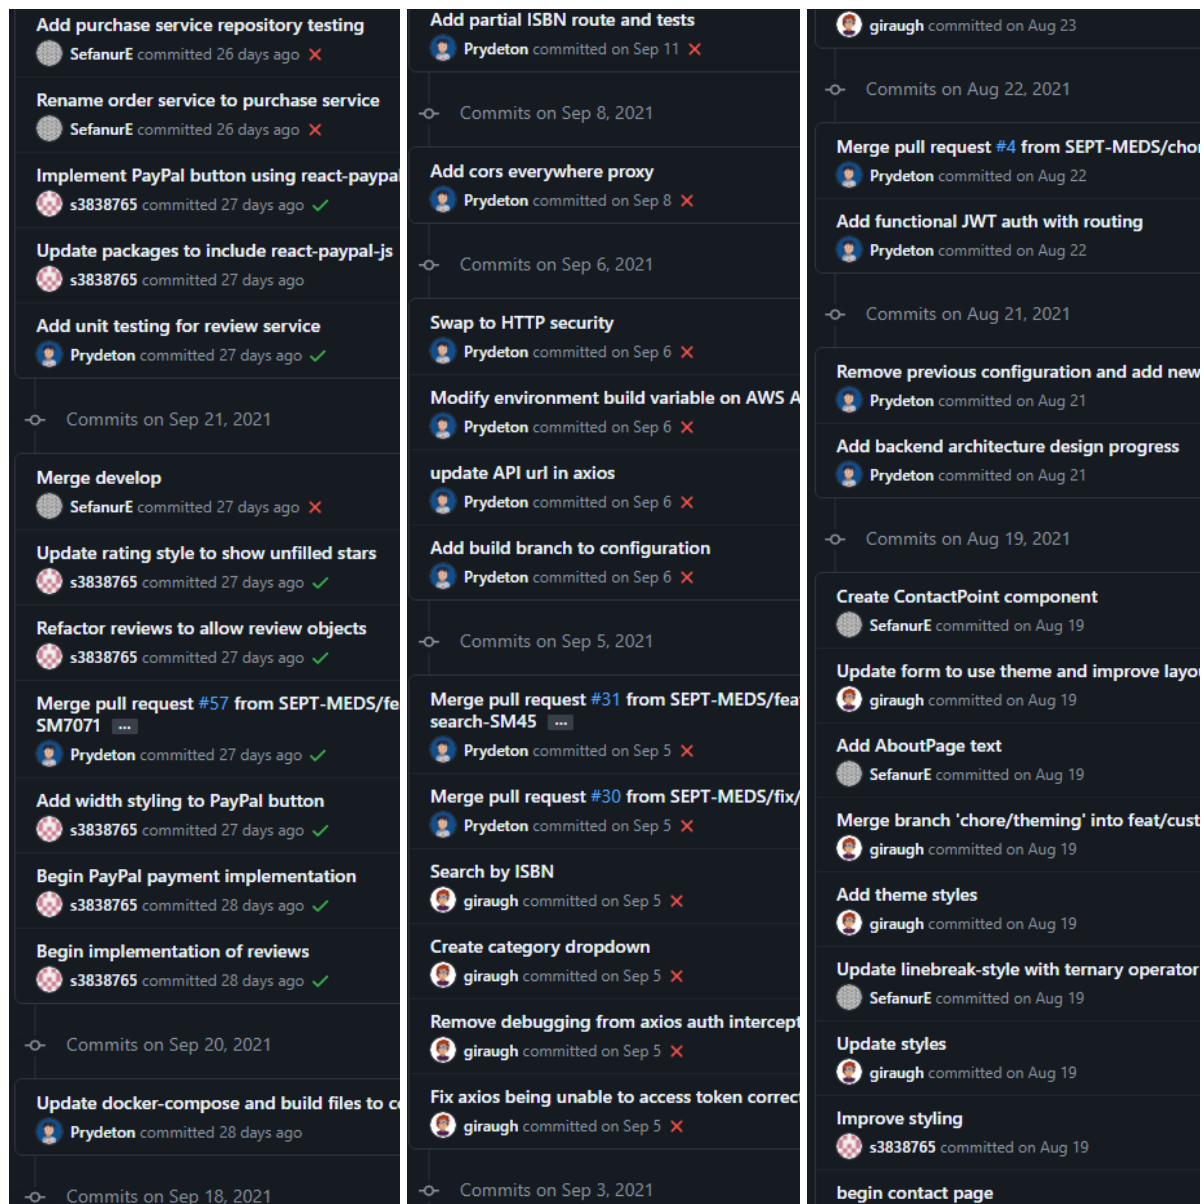 Add purchase service repository testing
SefanurE committed 26 days ago
Rename order service to purchase service
SefanurE committed 26 days ago
Implement PayPal button using react-paypal
s3838765 committed 27 days ago
Update packages to include react-paypal-js
s3838765 committed 27 days ago
Add unit testing for review service
Prydeton committed 27 days ago
Commits on Sep 21, 2021
Merge develop
SefanurE committed 27 days ago
Update rating style to show unfilled stars
s3838765 committed 27 days ago
Refactor reviews to allow review objects
s3838765 committed 27 days ago
Merge pull request #57 from SEPT-MEDS/fe
SM7071 ...
Prydeton committed 27 days ago
Add width styling to PayPal button
s3838765 committed 27 days ago
Begin PayPal payment implementation
s3838765 committed 28 days ago
Begin implementation of reviews
s3838765 committed 28 days ago
Commits on Sep 20, 2021
Update docker-compose and build files to c
Prydeton committed 28 days ago
Commits on Sep 18, 2021
Add partial ISBN route and tests
Prydeton committed on Sep 11
Commits on Sep 8, 2021
Add cors everywhere proxy
Prydeton committed on Sep 8
Commits on Sep 6, 2021
Swap to HTTP security
Prydeton committed on Sep 6
Modify environment build variable on AWS A
Prydeton committed on Sep 6
update API url in axios
Prydeton committed on Sep 6
Add build branch to configuration
Prydeton committed on Sep 6
Commits on Sep 5, 2021
Merge pull request #31 from SEPT-MEDS/fea
search-SM45 ...
Prydeton committed on Sep 5
Merge pull request #30 from SEPT-MEDS/fix/
Prydeton committed on Sep 5
Search by ISBN
giraugh committed on Sep 5
Create category dropdown
giraugh committed on Sep 5
Remove debugging from axios auth intercept
giraugh committed on Sep 5
Fix axios being unable to access token correct
giraugh committed on Sep 5
Commits on Sep 3, 2021
giraugh committed on Aug 23
Commits on Aug 22, 2021
Merge pull request #4 from SEPT-MEDS/chor
Prydeton committed on Aug 22
Add functional JWT auth with routing
Prydeton committed on Aug 22
Commits on Aug 21, 2021
Remove previous configuration and add new
Prydeton committed on Aug 21
Add backend architecture design progress
Prydeton committed on Aug 21
Commits on Aug 19, 2021
Create ContactPoint component
SefanurE committed on Aug 19
Update form to use theme and improve layou
giraugh committed on Aug 19
Add AboutPage text
SefanurE committed on Aug 19
Merge branch 'chore/theming' into feat/cust
giraugh committed on Aug 19
Add theme styles
giraugh committed on Aug 19
Update linebreak-style with ternary operator
SefanurE committed on Aug 19
Update styles
giraugh committed on Aug 19
Improve styling
s3838765 committed on Aug 19
begin contact page